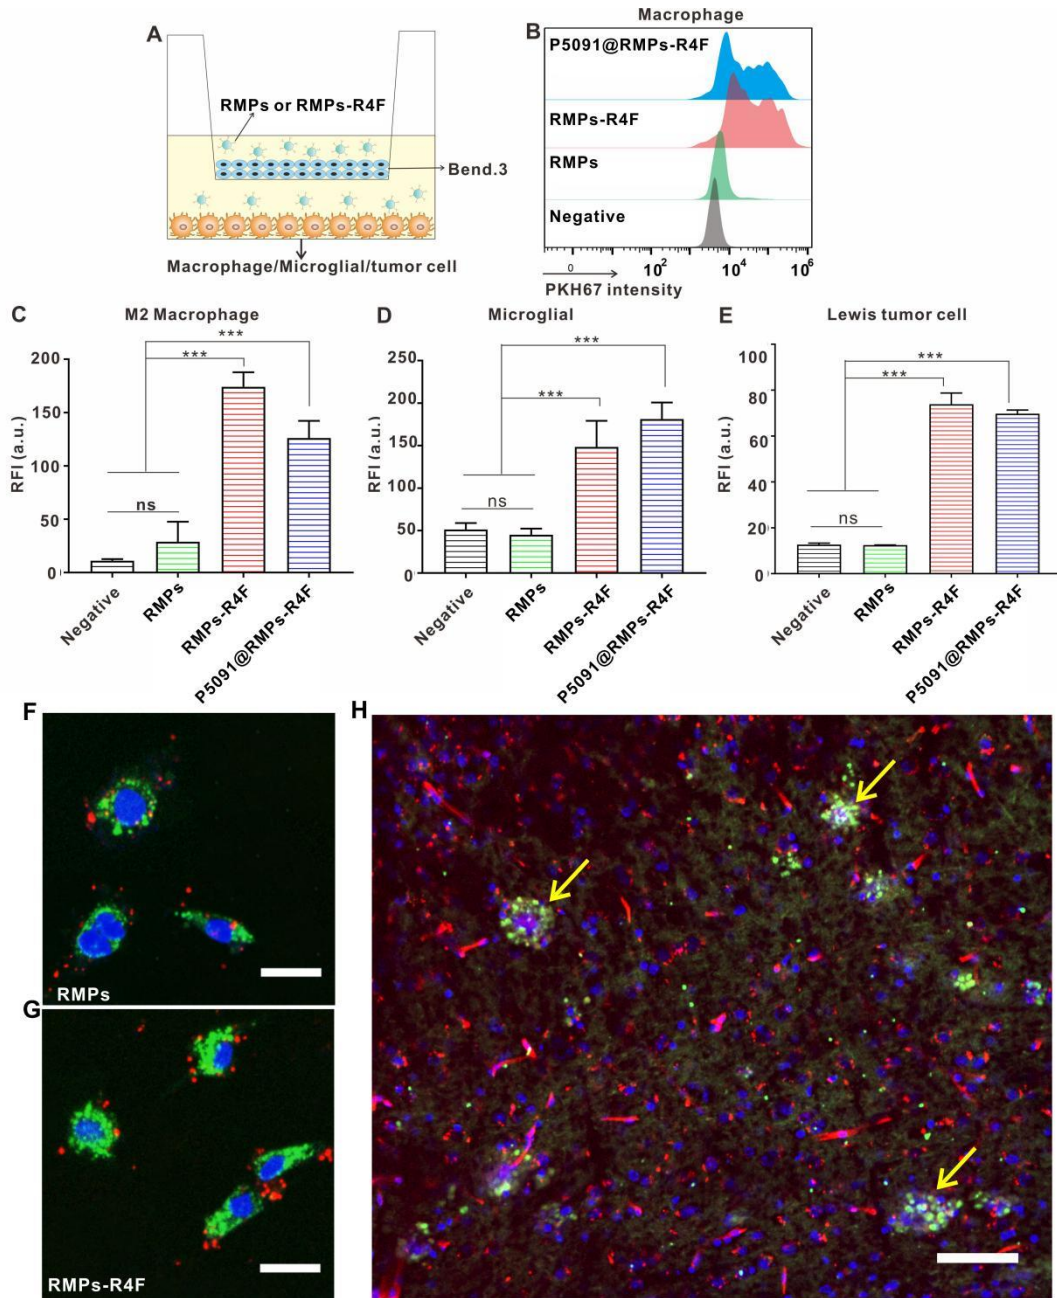 A
RMPs or RMPs-R4F
Bend.3
Macrophage/Microglial/tumor cell
B
Macrophage
P5091@RMPs-R4F
RMPs-R4F
RMPs
Negative
0
10²
10⁴
10⁶
PKH67 intensity
C
M2 Macrophage
***
***
ns
RFI (a.u.)
200
150
100
50
0
Negative
RMPs
RMPs-R4F
P5091@RMPs-R4F
D
Microglial
***
***
ns
RFI (a.u.)
250
200
150
100
50
0
Negative
RMPs
RMPs-R4F
P5091@RMPs-R4F
E
Lewis tumor cell
***
***
ns
RFI (a.u.)
100
80
60
40
20
0
Negative
RMPs
RMPs-R4F
P5091@RMPs-R4F
F
RMPs
G
RMPs-R4F
H